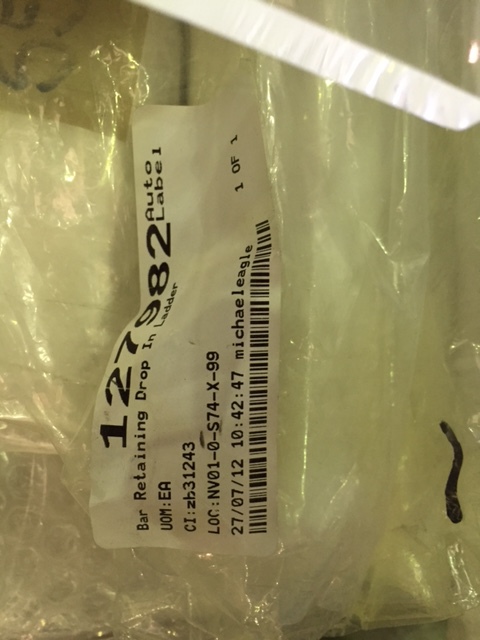 127982 Auto Label
Bar Retaining Drop In Ladder
UOM:EA
CI:zb31243
1 OF 1
LOC:NV01-0-S74-X-99
27/07/12 10:42:47 michaeleagle